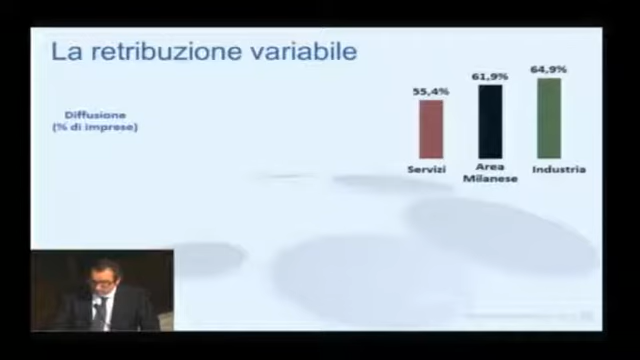 La retribuzione variabile
Diffusione
(% di imprese)
55,4%
61,9%
64,9%
Servizi
Area
Milanese
Industria